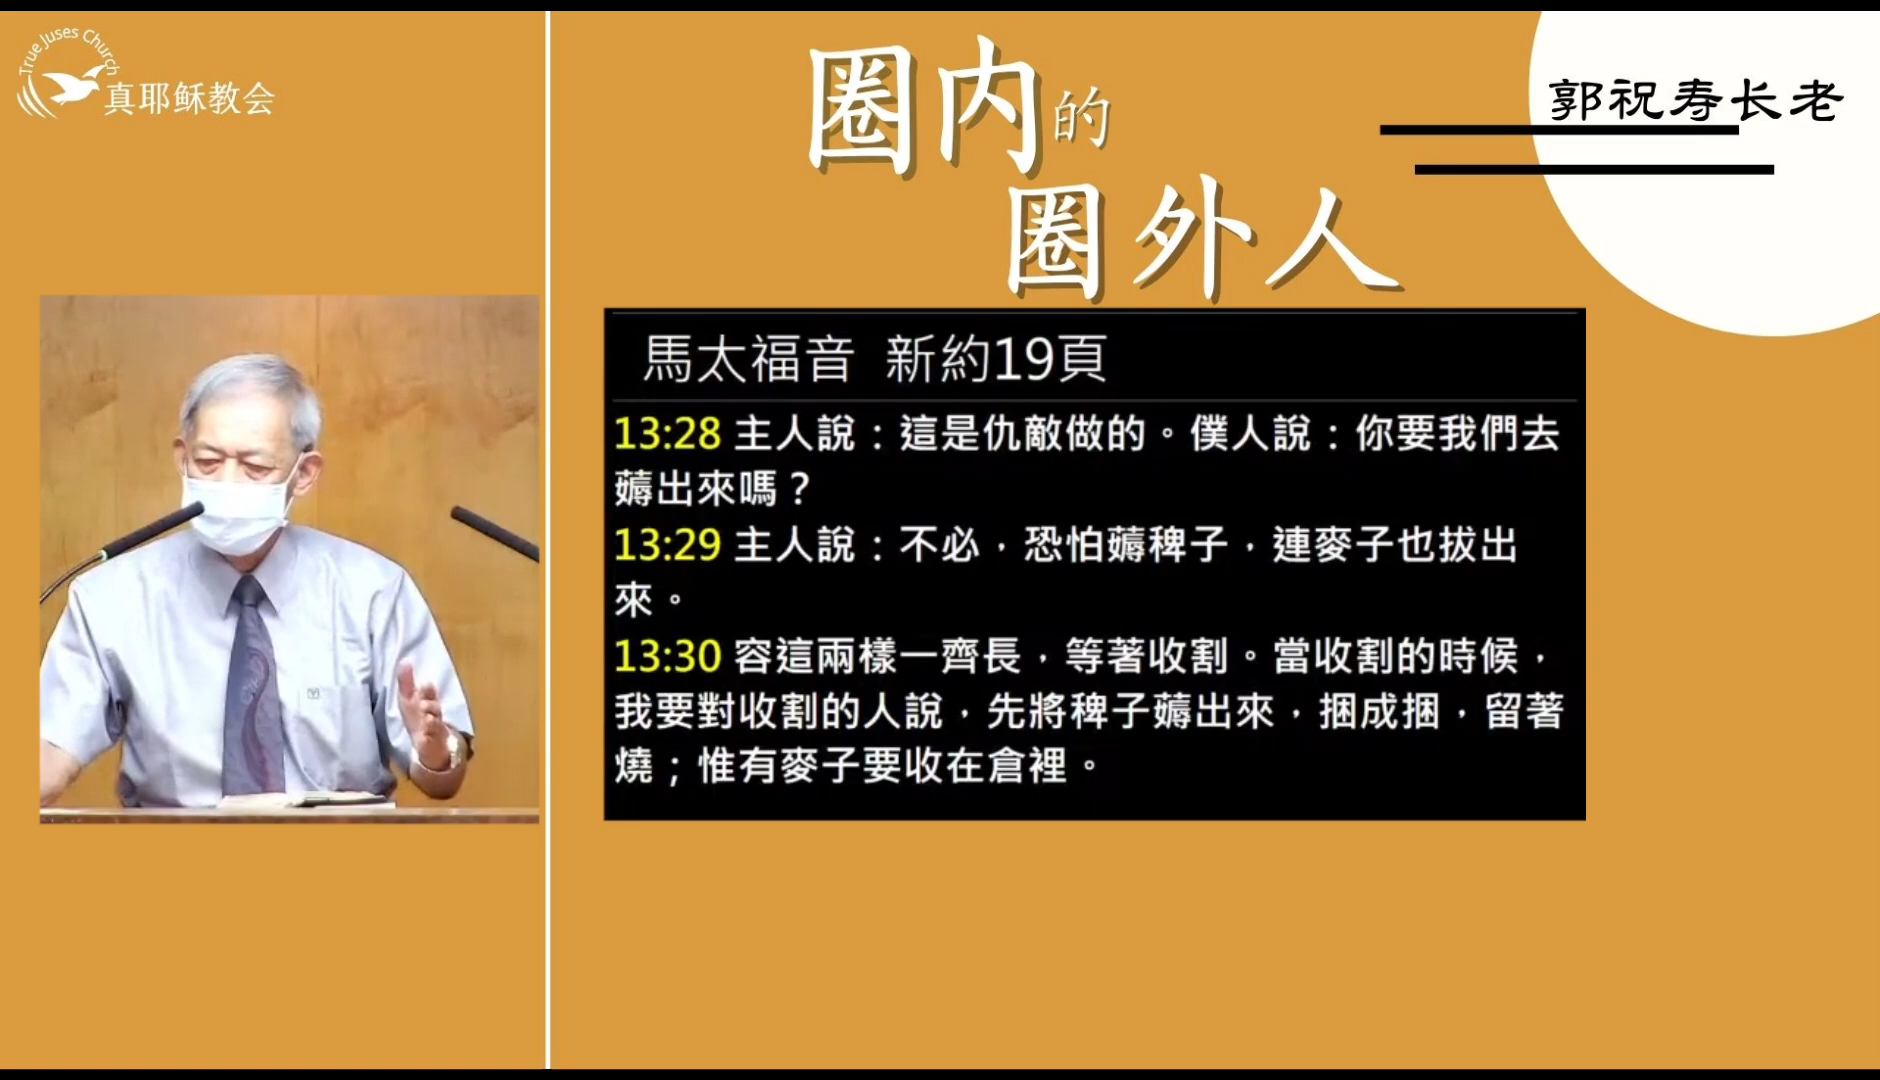 True Juses Church
真耶稣教会
圈内的
圈外人
郭祝寿长老
馬太福音 新約19頁
13:28 主人說：這是仇敵做的。僕人說：你要我們去
薅出來嗎？
13:29 主人說：不必，恐怕薅稗子，連麥子也拔出
來。
13:30 容這兩樣一齊長，等著收割。當收割的時候，
我要對收割的人說，先將稗子薅出來，捆成捆，留著
燒；惟有麥子要收在倉裡。